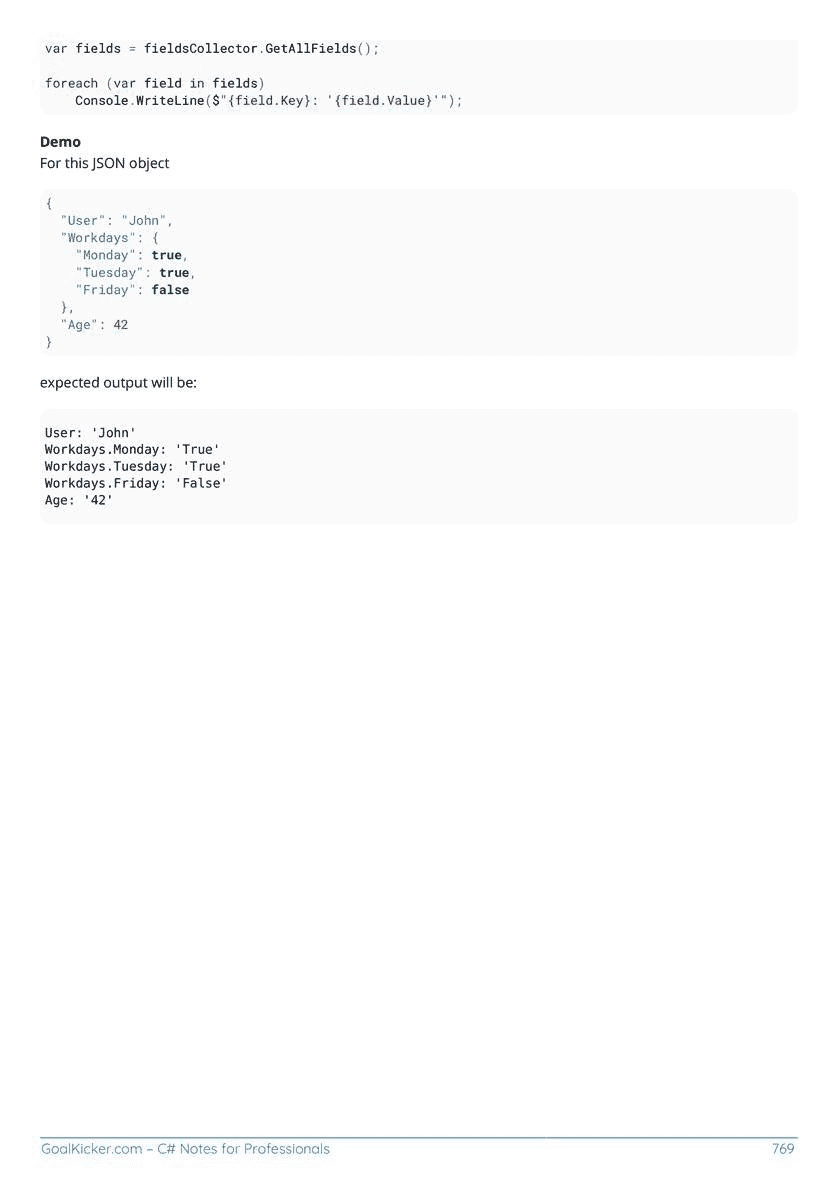 var fields = fieldsCollector.GetAllFields();
foreach (var field in fields)
    Console.WriteLine($"{field.Key}: '{field.Value}'");
Demo
For this JSON object
{
  "User": "John",
  "Workdays": {
    "Monday": true,
    "Tuesday": true,
    "Friday": false
  },
  "Age": 42
}
expected output will be:
User: 'John'
Workdays.Monday: 'True'
Workdays.Tuesday: 'True'
Workdays.Friday: 'False'
Age: '42'
GoalKicker.com – C# Notes for Professionals 769